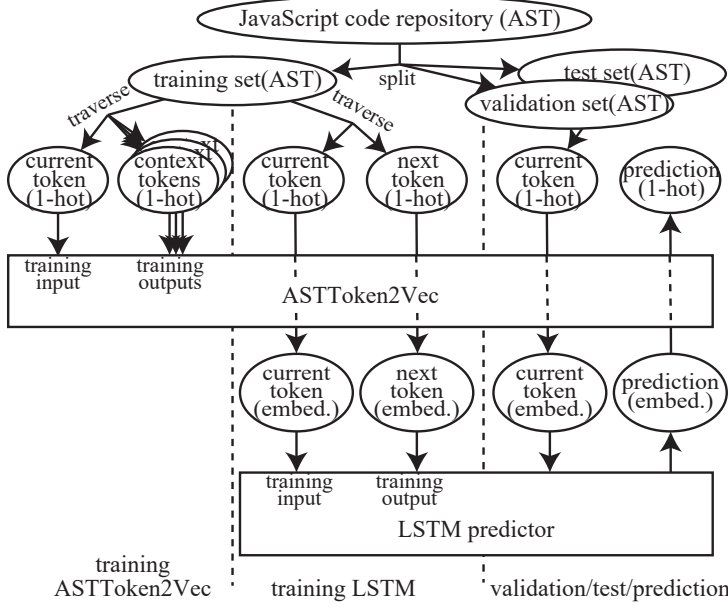 JavaScript code repository (AST)
training set(AST)
split
test set(AST)
validation set(AST)
traverse
traverse
current
token
(1-hot)
context
tokens
(1-hot)
xt
xt
current
token
(1-hot)
next
token
(1-hot)
current
token
(1-hot)
prediction
(1-hot)
training
input
training
outputs
ASTToken2Vec
current
token
(embed.)
next
token
(embed.)
current
token
(embed.)
prediction
(embed.)
training
input
training
output
LSTM predictor
training
ASTToken2Vec
training LSTM
validation/test/prediction